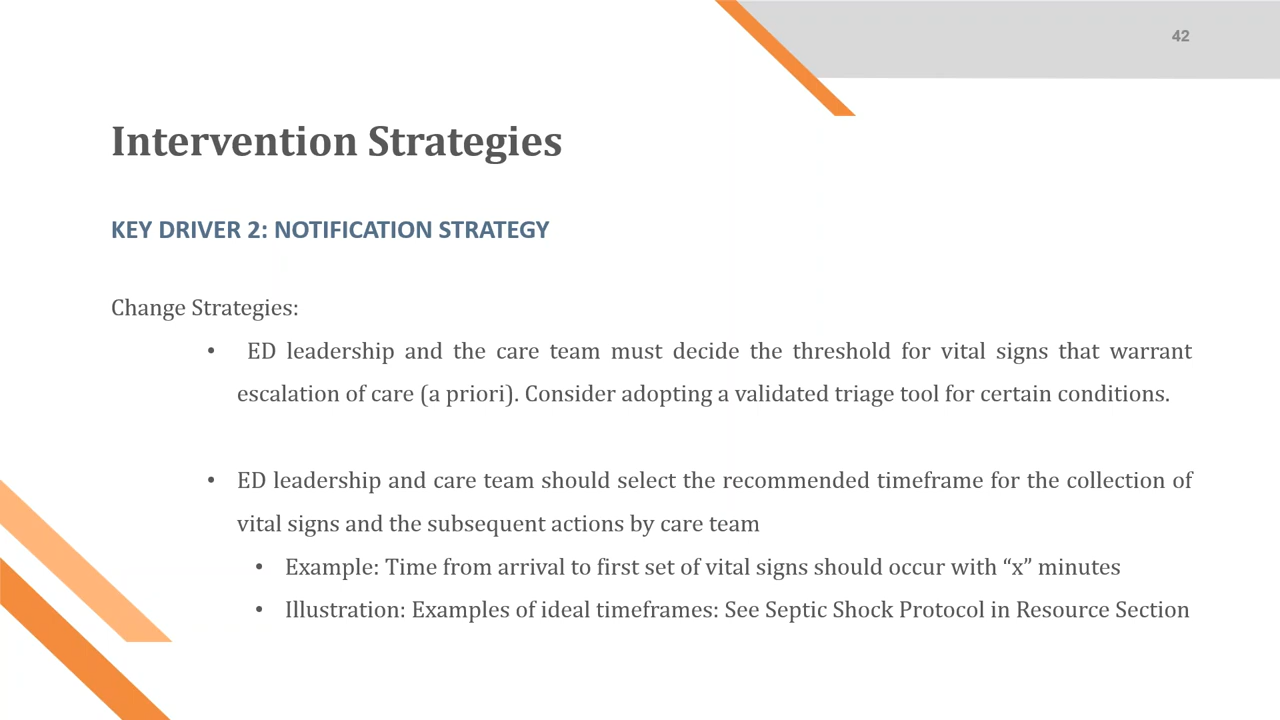 42
Intervention Strategies
KEY DRIVER 2: NOTIFICATION STRATEGY
Change Strategies:
• ED leadership and the care team must decide the threshold for vital signs that warrant
escalation of care (a priori). Consider adopting a validated triage tool for certain conditions.
• ED leadership and care team should select the recommended timeframe for the collection of
vital signs and the subsequent actions by care team
• Example: Time from arrival to first set of vital signs should occur with “x” minutes
• Illustration: Examples of ideal timeframes: See Septic Shock Protocol in Resource Section